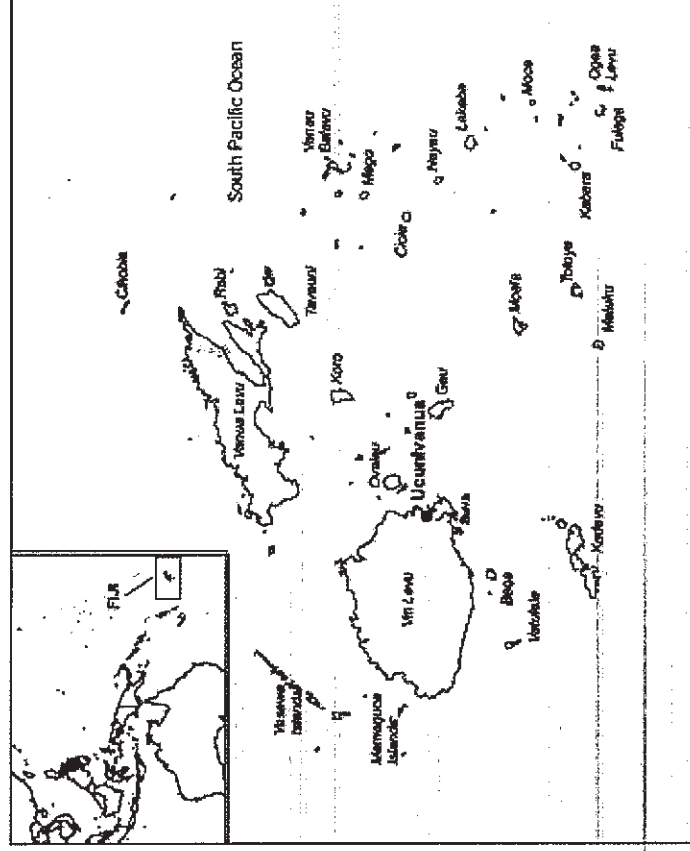 FIJI
South Pacific Ocean
Cikobia
Rabi
Taveuni
Vanua Levu
Vanua
Balavu
Mago
Koro
Cicia
Nayau
Lakeba
Yasawa
Islands
Mamanuca
Islands
Viti Levu
Ovalau
Ucunivanua
Gau
Suva
Beqa
Vatulele
Moala
Moce
Totoya
Matuku
Kabara
Fulaga
Ogea
Levu
Kadavu